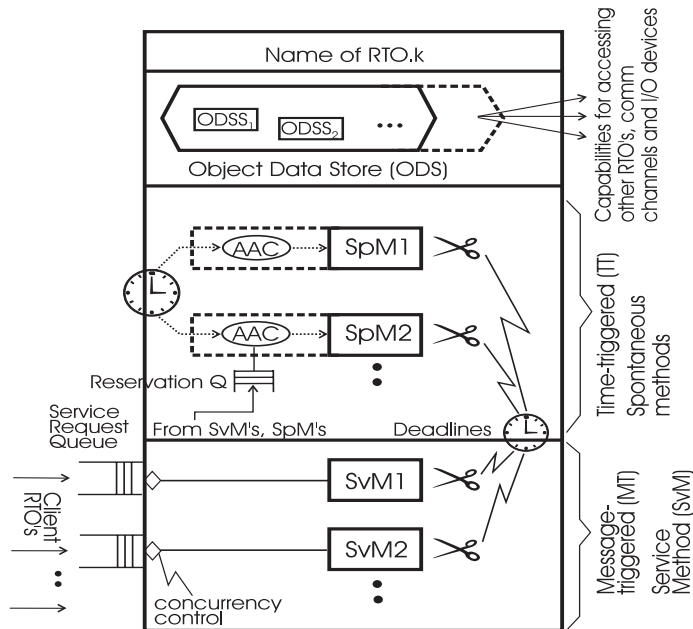 Name of RTO.k
ODSS1
ODSS2
...
Object Data Store (ODS)
Capabilities for accessing
other RTO's, comm
channels and I/O devices
AAC
SpM1
AAC
SpM2
Reservation Q
From SvM's, SpM's
Deadlines
Time-triggered (TT)
Spontaneous
methods
Service
Request
Queue
Client
RTO's
SvM1
SvM2
concurrency
control
Message-
triggered (MT)
Service
Method (SvM)